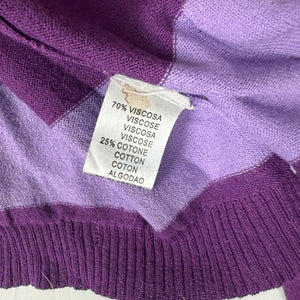 70% VISCOSA
VISCOSE
VISCOSA
VISCOSE
25% COTONE
COTTON
COTON
ALGODAO